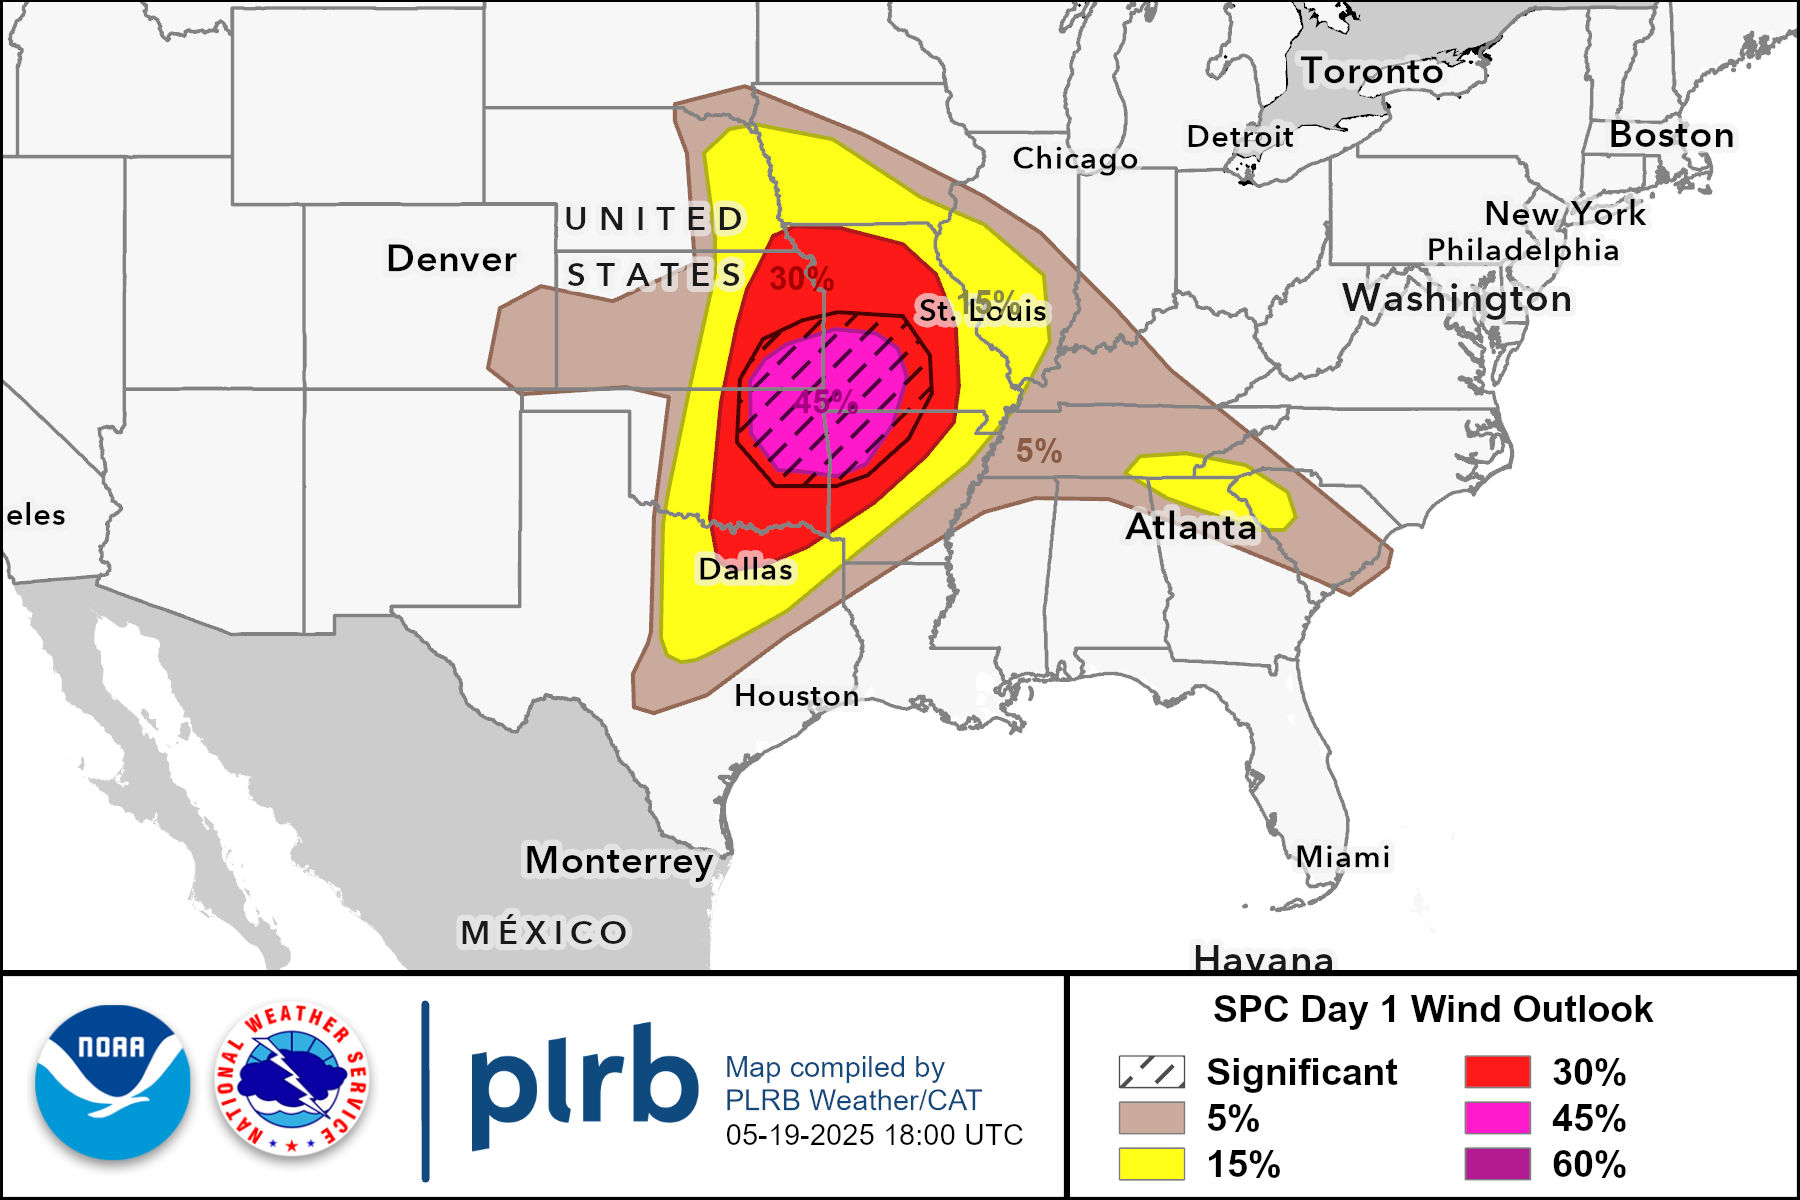 Toronto
Detroit
Boston
Chicago
New York
UNITED
Philadelphia
Denver
STATES
30%
Washington
15%
St. Louis
45%
5%
eles
Atlanta
Dallas
Houston
Miami
Monterrey
MÉXICO
Havana
NOAA
NATIONAL WEATHER SERVICE
plrb
Map compiled by
PLRB Weather/CAT
05-19-2025 18:00 UTC
SPC Day 1 Wind Outlook
Significant
5%
15%
30%
45%
60%